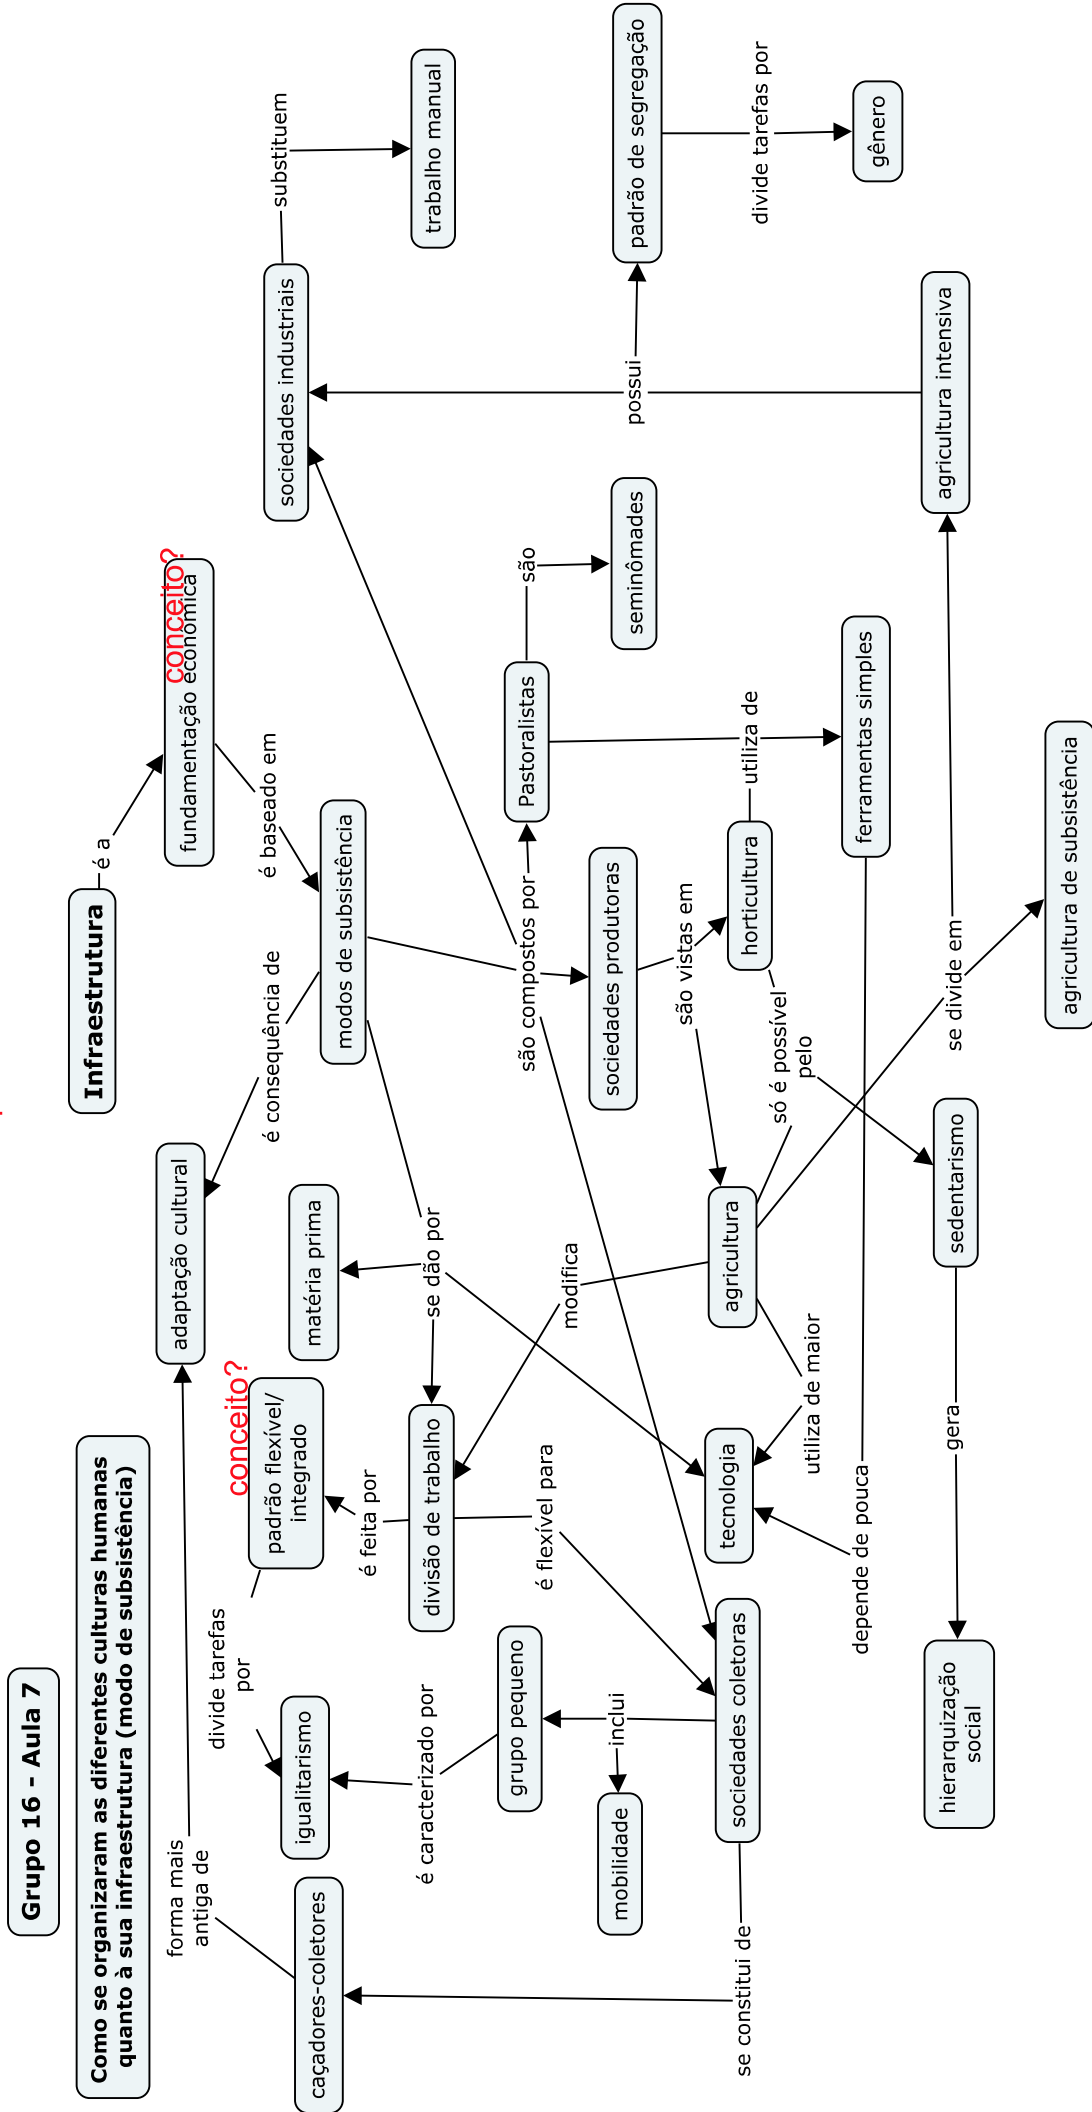 Grupo 16 – Aula 7
Como se organizaram as diferentes culturas humanas
quanto à sua infraestrutura (modo de subsistência)
Infraestrutura
é a
conceito?
fundamentação econômica
é baseado em
forma mais
antiga de
adaptação cultural
é consequência de
divide tarefas
por
conceito?
padrão flexível/
integrado
matéria prima
modos de subsistência
sociedades industriais
substituem
caçadores-coletores
igualitarismo
é feita por
trabalho manual
é caracterizado por
divisão de trabalho
se dão por
grupo pequeno
é flexível para
modifica
são compostos por
Pastoralistas
são
mobilidade
inclui
sociedades produtoras
seminômades
possui
padrão de segregação
são vistas em
se constitui de
sociedades coletoras
tecnologia
agricultura
horticultura
utiliza de
divide tarefas por
utiliza de maior
só é possível
pelo
depende de pouca
ferramentas simples
gênero
hierarquização
social
gera
sedentarismo
se divide em
agricultura intensiva
agricultura de subsistência